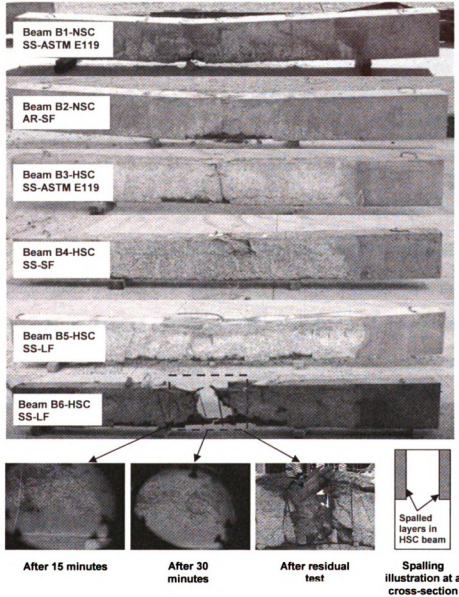 Beam B1-NSC
SS-ASTM E119
Beam B2-NSC
AR-SF
Beam B3-HSC
SS-ASTM E119
Beam B4-HSC
SS-SF
Beam B5-HSC
SS-LF
Beam B6-HSC
SS-LF
Spalled
layers in
HSC beam
After 15 minutes
After 30
minutes
After residual
test
Spalling
illustration at a
cross-section